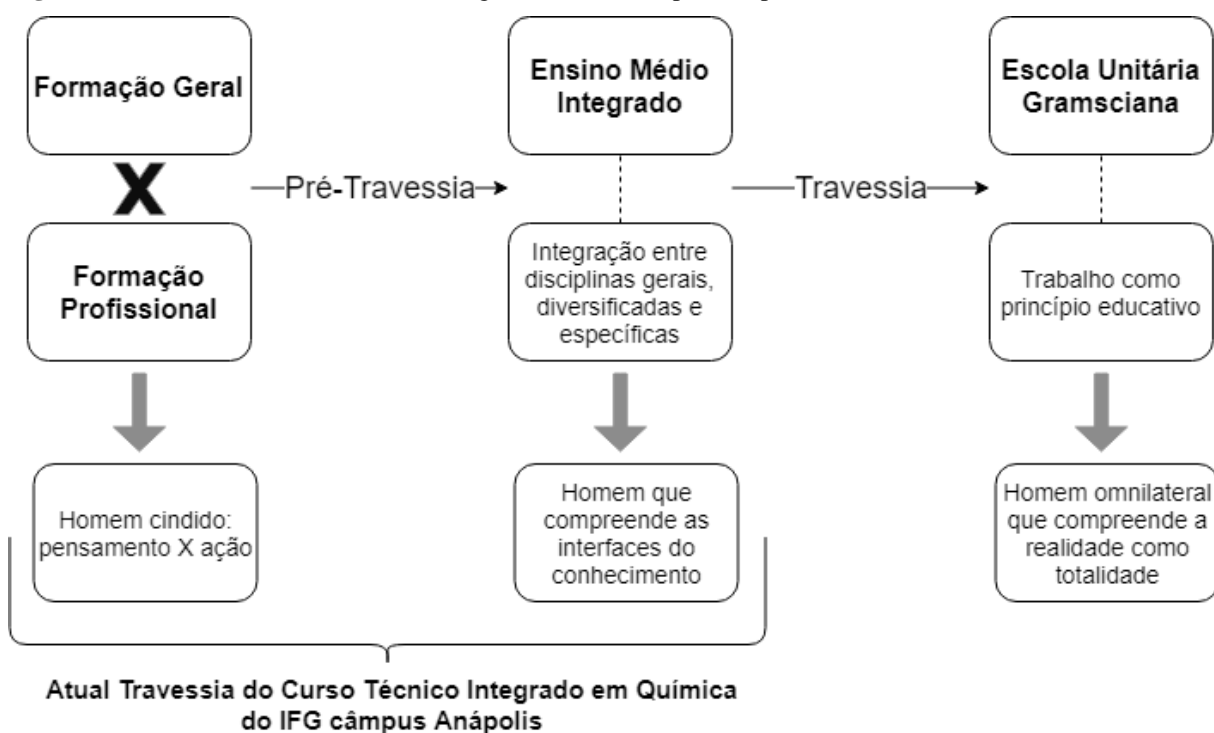 Formação Geral
X
Formação
Profissional
Homem cindido:
pensamento X ação
Pré-Travessia
Ensino Médio
Integrado
Integração entre
disciplinas gerais,
diversificadas e
específicas
Homem que
compreende as
interfaces do
conhecimento
Travessia
Escola Unitária
Gramsciana
Trabalho como
princípio educativo
Homem omnilateral
que compreende a
realidade como
totalidade
Atual Travessia do Curso Técnico Integrado em Química
do IFG câmpus Anápolis